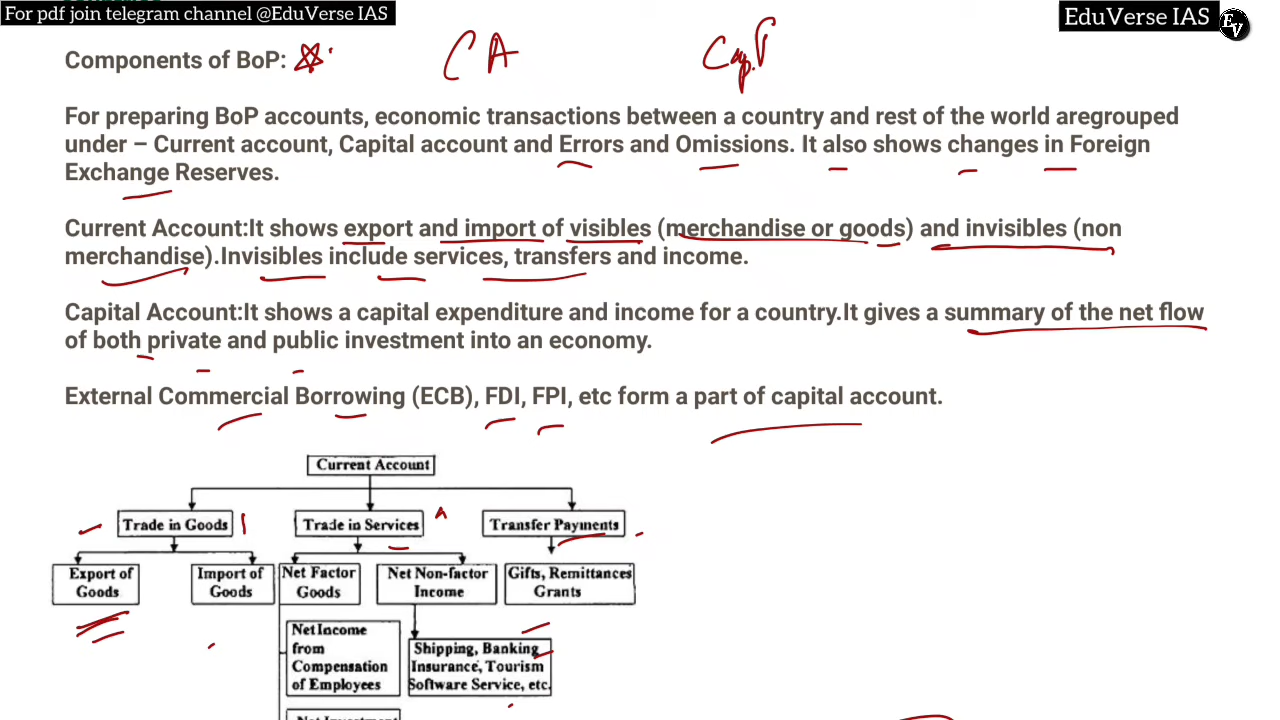 For pdf join telegram channel @EduVerse IAS
EduVerse IAS
EV
Components of BoP:
CA
Cap.
For preparing BoP accounts, economic transactions between a country and rest of the world aregrouped
under – Current account, Capital account and Errors and Omissions. It also shows changes in Foreign
Exchange Reserves.
Current Account:It shows export and import of visibles (merchandise or goods) and invisibles (non
merchandise).Invisibles include services, transfers and income.
Capital Account:It shows a capital expenditure and income for a country.It gives a summary of the net flow
of both private and public investment into an economy.
External Commercial Borrowing (ECB), FDI, FPI, etc form a part of capital account.
Current Account
Trade in Goods
Trade in Services
Transfer Payments
Export of
Goods
Import of
Goods
Net Factor
Goods
Net Non-factor
Income
Gifts, Remittances
Grants
Net Income
from
Compensation
of Employees
Shipping, Banking
Insurance, Tourism
Software Service, etc.
Net Investment